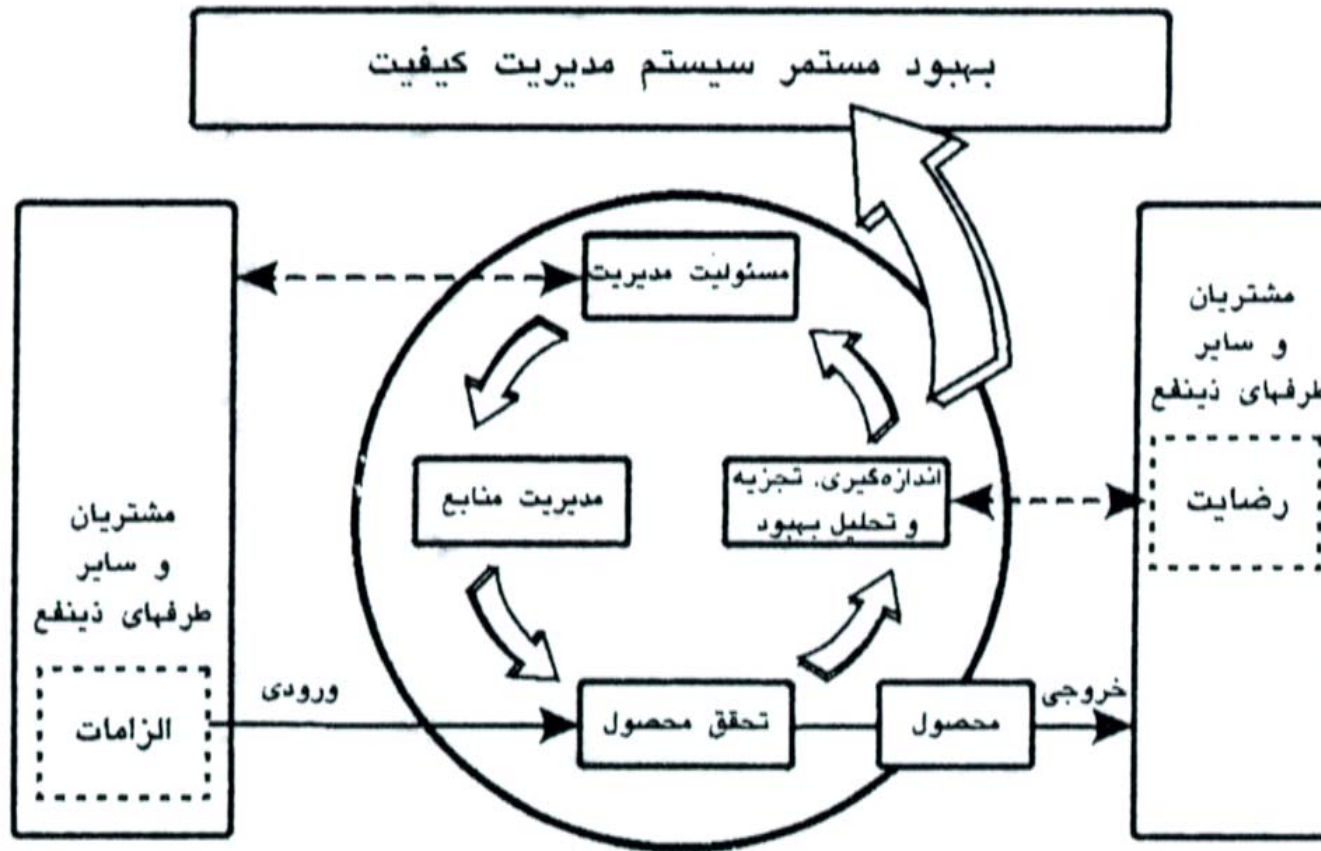 بهبود مستمر سیستم مدیریت کیفیت
مسئولیت مدیریت
مشتریان
و سایر
طرفهای ذینفع
رضایت
اندازه‌گیری، تجزیه
و تحلیل بهبود
مدیریت منابع
مشتریان
و سایر
طرفهای ذینفع
الزامات
ورودی
تحقق محصول
محصول
خروجی